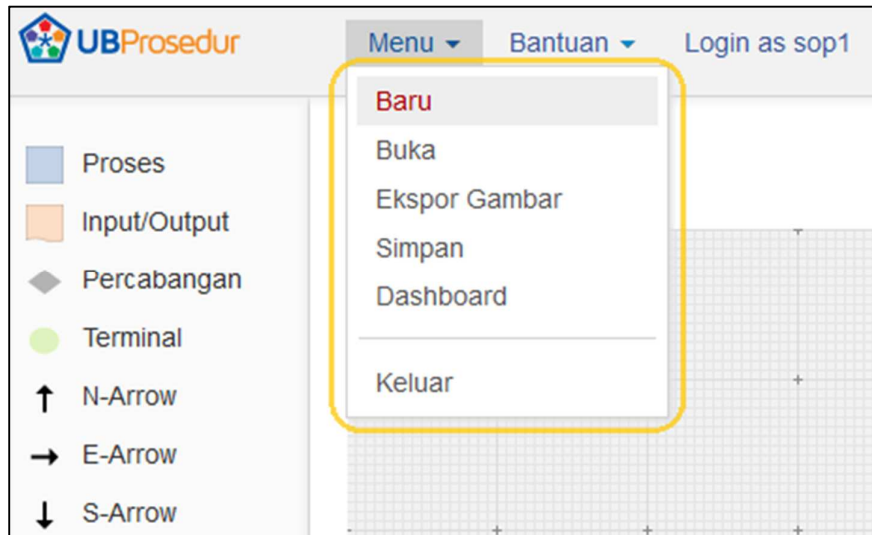 UBProsedur
Menu Bantuan Login as sop1
Baru
Buka
Ekspor Gambar
Simpan
Dashboard
Keluar
Proses
Input/Output
Percabangan
Terminal
N-Arrow
E-Arrow
S-Arrow